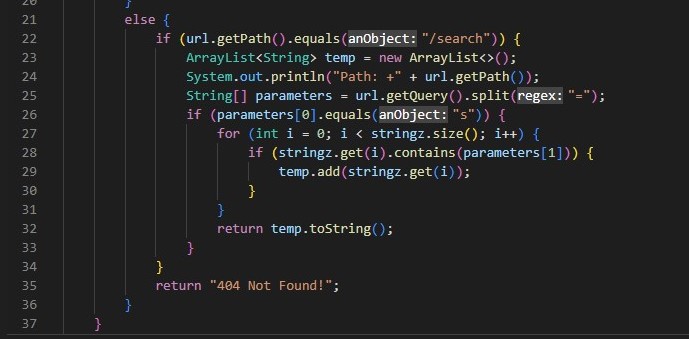 20 }
21 else {
22 if (url.getPath().equals(anObject: "/search")) {
23 ArrayList<String> temp = new ArrayList<>();
24 System.out.println("Path: +" + url.getPath());
25 String[] parameters = url.getQuery().split(regex: "=");
26 if (parameters[0].equals(anObject: "s")) {
27 for (int i = 0; i < stringz.size(); i++) {
28 if (stringz.get(i).contains(parameters[1])) {
29 temp.add(stringz.get(i));
30 }
31 }
32 return temp.toString();
33 }
34 }
35 return "404 Not Found!";
36 }
37 }